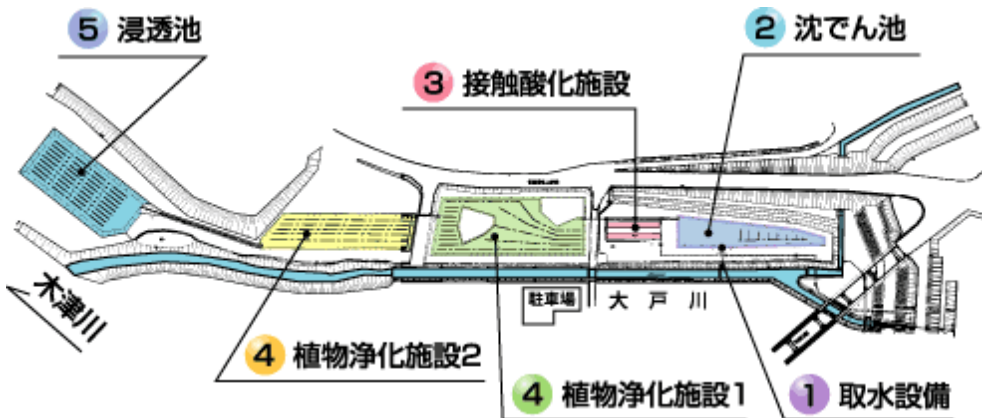 ⑤ 浸透池
② 沈でん池
③ 接触酸化施設
木津川
駐車場
大戸川
④ 植物浄化施設2
④ 植物浄化施設1
① 取水設備